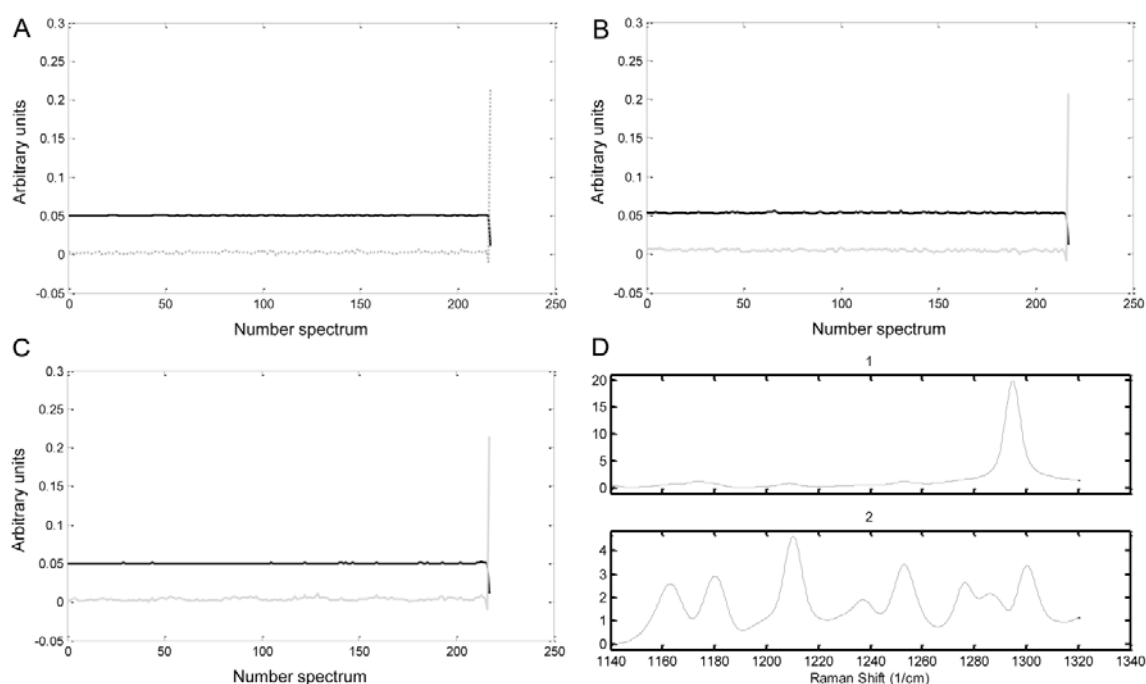 A
Arbitrary units
0.3
0.25
0.2
0.15
0.1
0.05
0
-0.05
0 50 100 150 200 250
Number spectrum
B
Arbitrary units
0.3
0.25
0.2
0.15
0.1
0.05
0
-0.05
0 50 100 150 200 250
Number spectrum
C
Arbitrary units
0.3
0.25
0.2
0.15
0.1
0.05
0
-0.05
0 50 100 150 200 250
Number spectrum
D
1
20
15
10
5
0
2
4
3
2
1
0
1140 1160 1180 1200 1220 1240 1260 1280 1300 1320 1340
Raman Shift (1/cm)